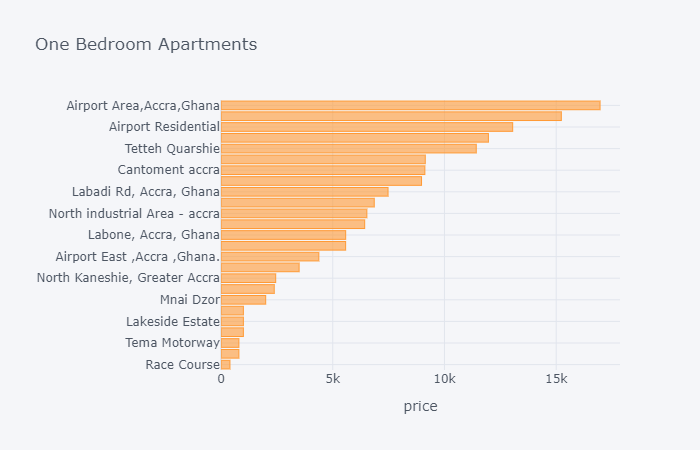 One Bedroom Apartments
Airport Area,Accra,Ghana
Airport Residential
Tetteh Quarshie
Cantoment accra
Labadi Rd, Accra, Ghana
North industrial Area - accra
Labone, Accra, Ghana
Airport East ,Accra ,Ghana.
North Kaneshie, Greater Accra
Mnai Dzor
Lakeside Estate
Tema Motorway
Race Course
0 5k 10k 15k
price